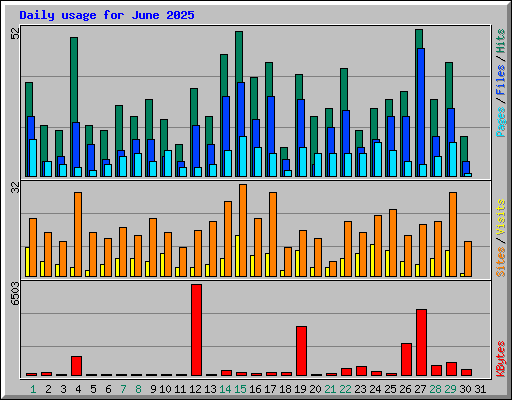 Daily usage for June 2025
52
Pages / Files / Hits
32
Sites / Visits
6503
KBytes
1 2 3 4 5 6 7 8 9 10 11 12 13 14 15 16 17 18 19 20 21 22 23 24 25 26 27 28 29 30 31